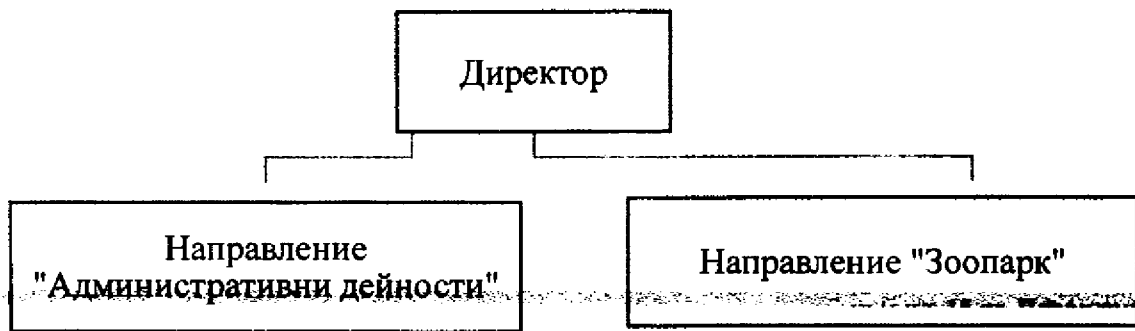 Директор
Направление
"Административни дейности"
Направление "Зоопарк"